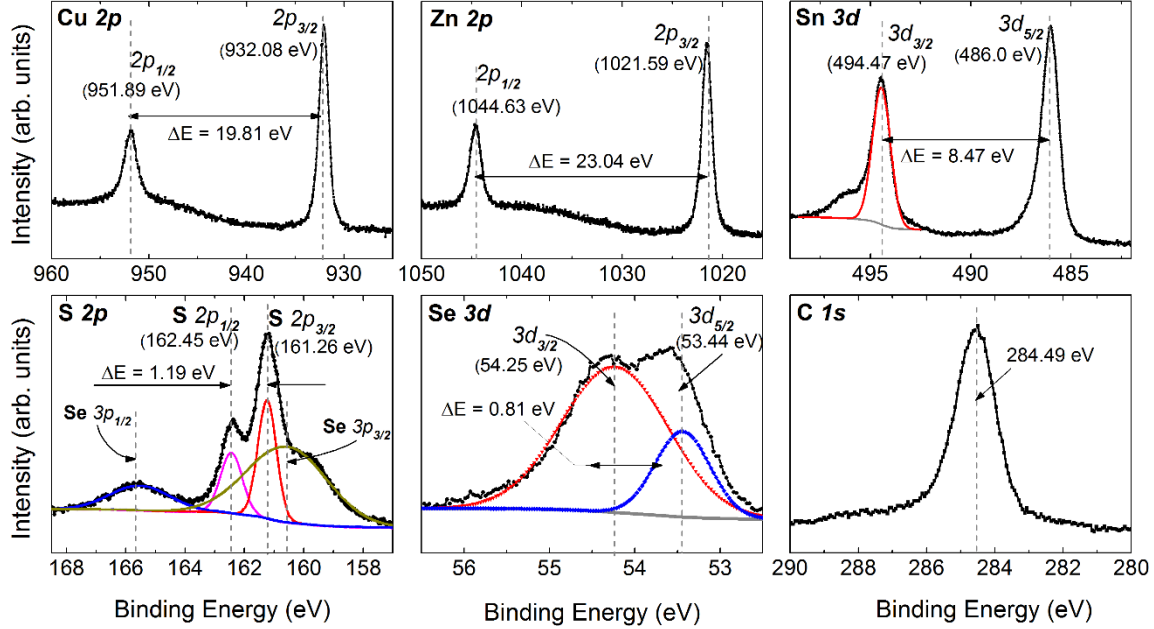 Cu 2p
2p3/2
(932.08 eV)
2p1/2
(951.89 eV)
ΔE = 19.81 eV
960 950 940 930
Zn 2p
2p3/2
(1021.59 eV)
2p1/2
(1044.63 eV)
ΔE = 23.04 eV
1050 1040 1030 1020
Sn 3d
3d3/2
(494.47 eV)
3d5/2
(486.0 eV)
ΔE = 8.47 eV
495 490 485
Intensity (arb. units)
S 2p
S 2p1/2
(162.45 eV)
S 2p3/2
(161.26 eV)
ΔE = 1.19 eV
Se 3p1/2
Se 3p3/2
168 166 164 162 160 158
Binding Energy (eV)
Se 3d
3d3/2
(54.25 eV)
3d5/2
(53.44 eV)
ΔE = 0.81 eV
56 55 54 53
Binding Energy (eV)
C 1s
284.49 eV
290 288 286 284 282 280
Binding Energy (eV)
Intensity (arb. units)